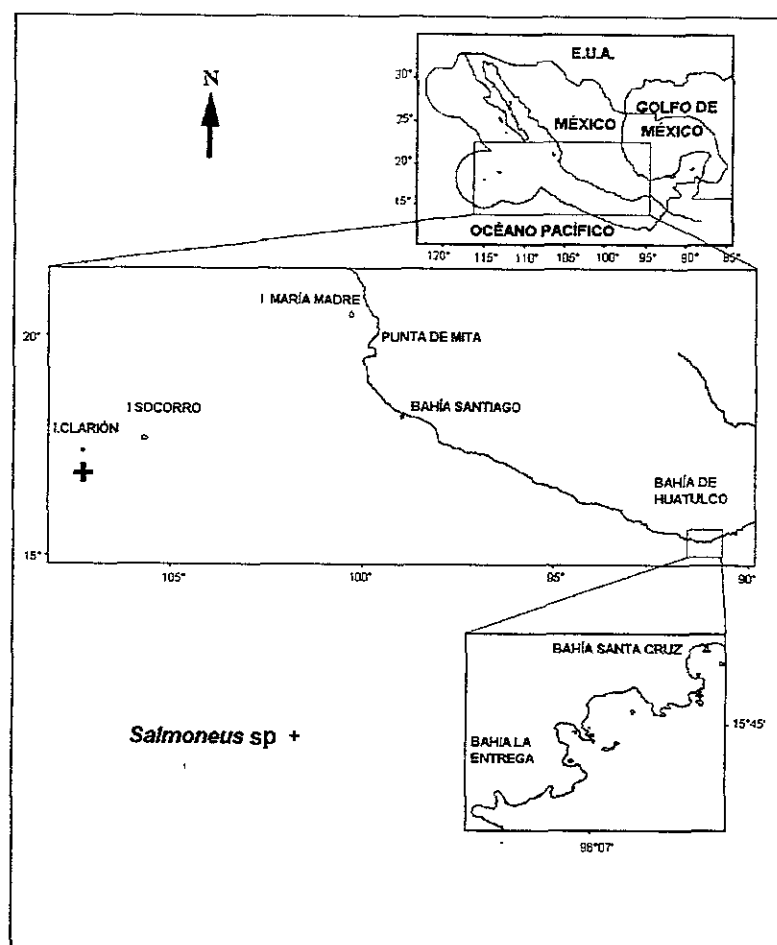 N
E.U.A.
GOLFO DE
MÉXICO
MÉXICO
OCÉANO PACÍFICO
30°
25°
20°
15°
120° 115° 110° 105° 100° 95° 90° 85°
I MARÍA MADRE
PUNTA DE MITA
I SOCORRO
I.CLARIÓN
+
BAHÍA SANTIAGO
BAHÍA DE
HUATULCO
20°
15°
105° 100° 95° 90°
BAHÍA SANTA CRUZ
15°45'
BAHIA LA
ENTREGA
96°07'
Salmoneus sp +